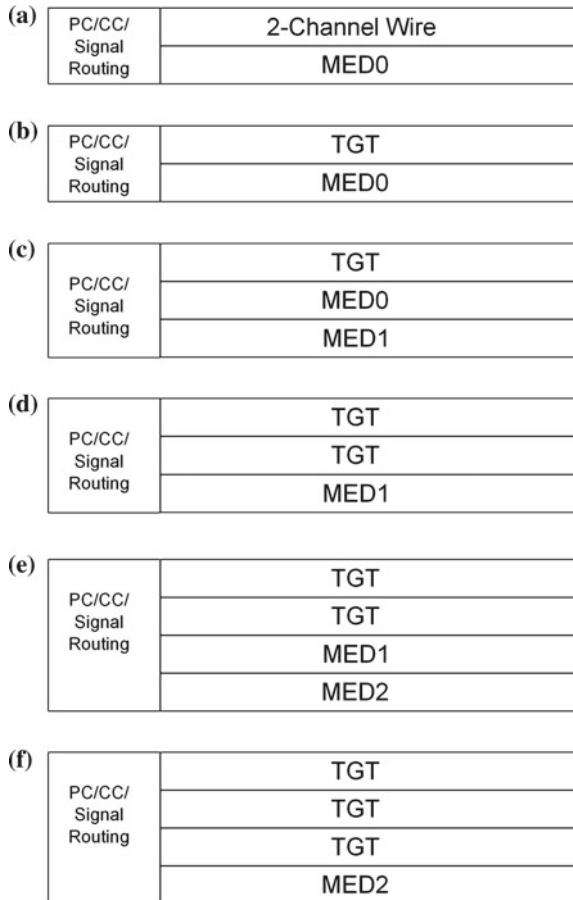 (a)
PC/CC/
Signal
Routing
2-Channel Wire
MED0
(b)
PC/CC/
Signal
Routing
TGT
MED0
(c)
PC/CC/
Signal
Routing
TGT
MED0
MED1
(d)
PC/CC/
Signal
Routing
TGT
TGT
MED1
(e)
PC/CC/
Signal
Routing
TGT
TGT
MED1
MED2
(f)
PC/CC/
Signal
Routing
TGT
TGT
TGT
MED2